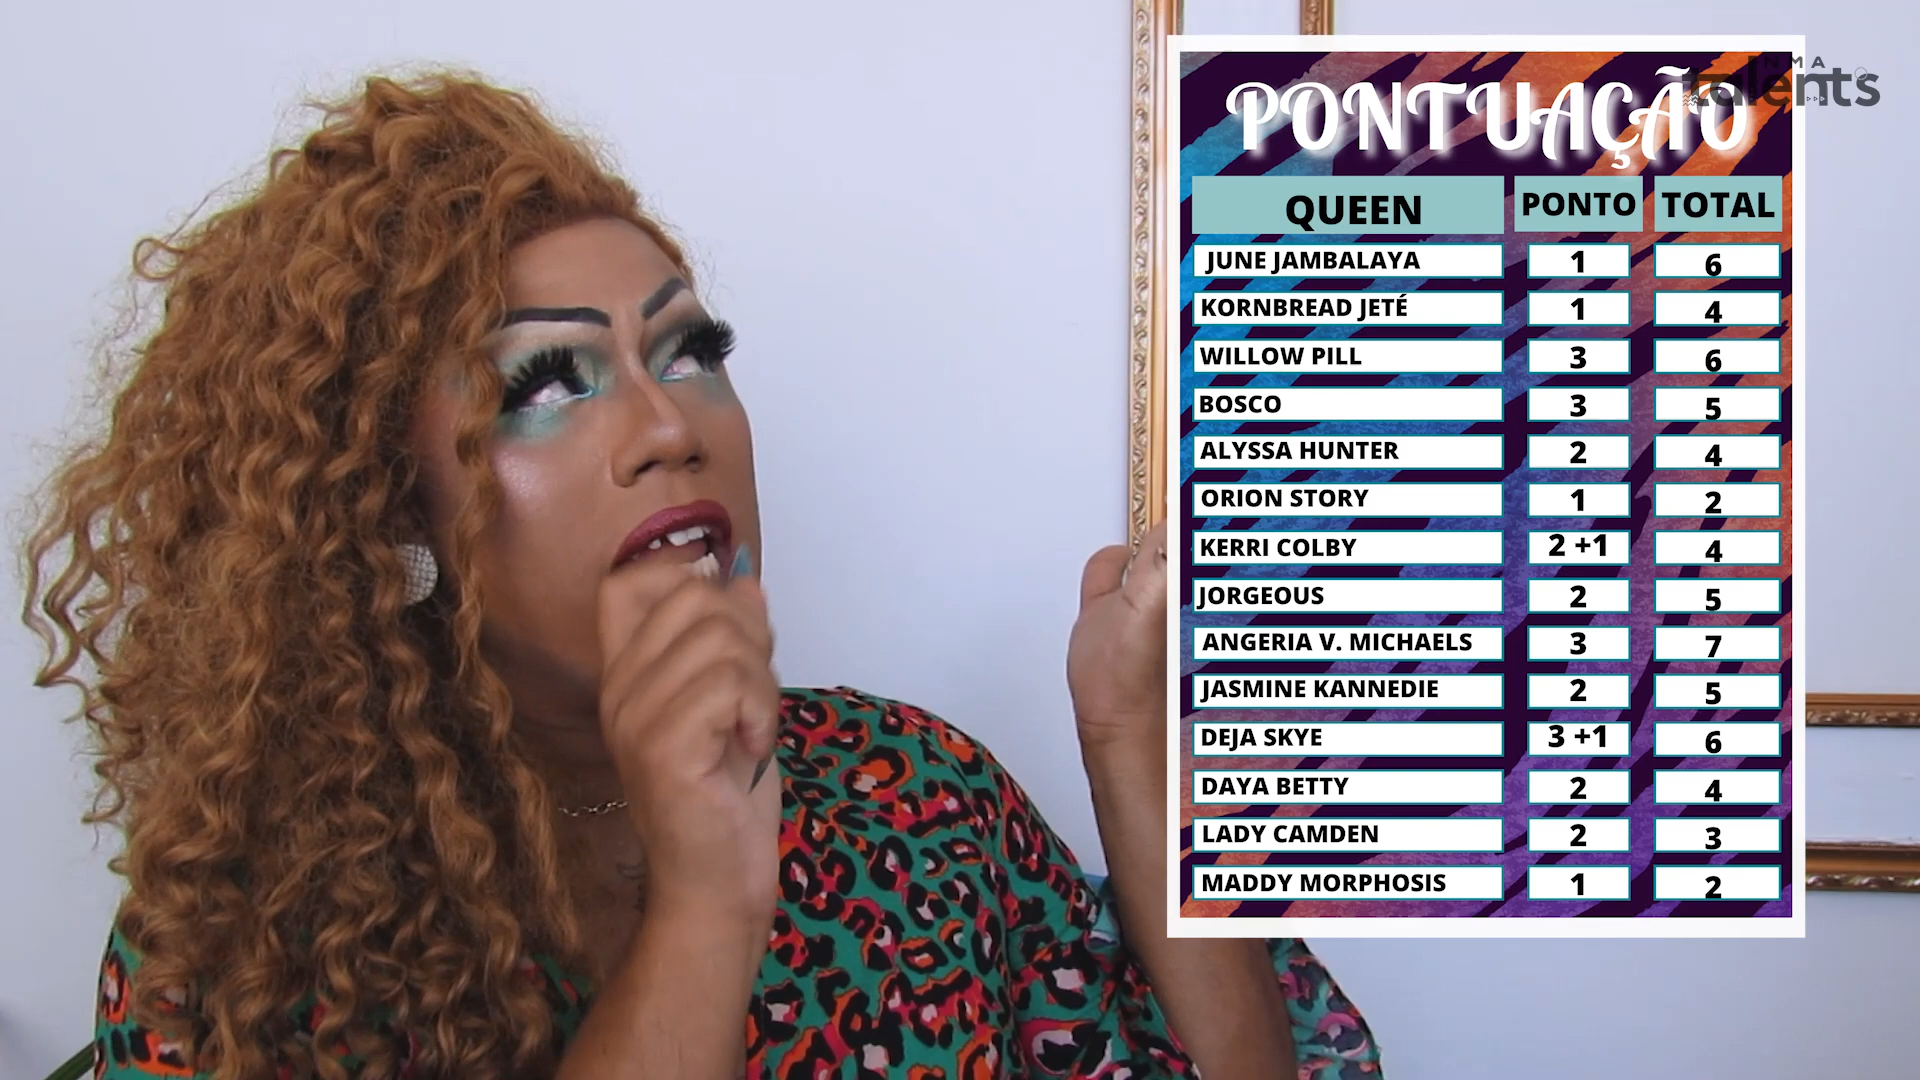 NMA
talents
PONTUAÇÃO
QUEEN PONTO TOTAL
JUNE JAMBALAYA 1 6
KORNBREAD JETÉ 1 4
WILLOW PILL 3 6
BOSCO 3 5
ALYSSA HUNTER 2 4
ORION STORY 1 2
KERRI COLBY 2 +1 4
JORGEOUS 2 5
ANGERIA V. MICHAELS 3 7
JASMINE KANNEDIE 2 5
DEJA SKYE 3 +1 6
DAYA BETTY 2 4
LADY CAMDEN 2 3
MADDY MORPHOSIS 1 2